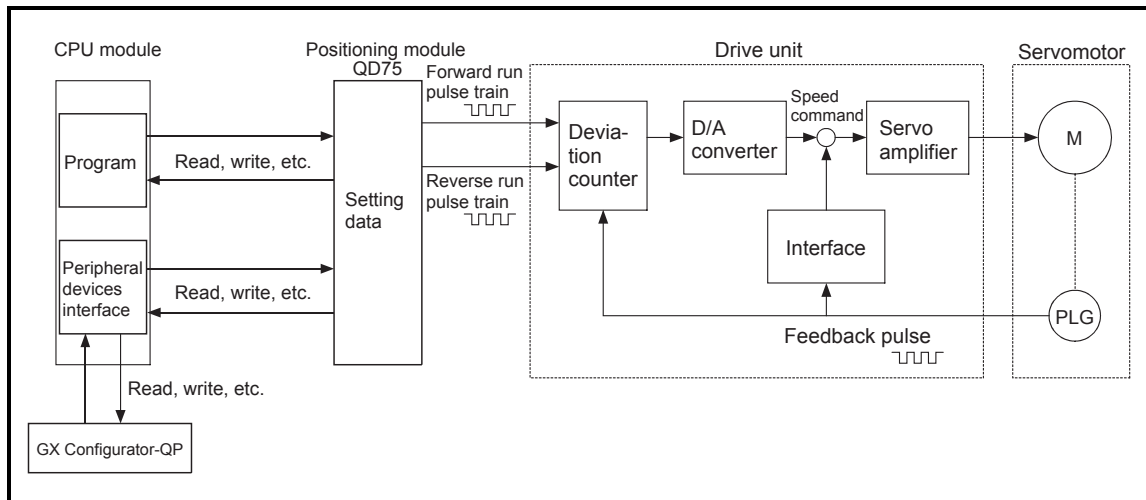 CPU module
Positioning module
QD75
Drive unit
Servomotor
Forward run
pulse train
Speed
command
Program
Read, write, etc.
Devia-
tion
counter
D/A
converter
Servo
amplifier
M
Reverse run
pulse train
Setting
data
Interface
Peripheral
devices
interface
Read, write, etc.
PLG
Feedback pulse
Read, write, etc.
GX Configurator-QP